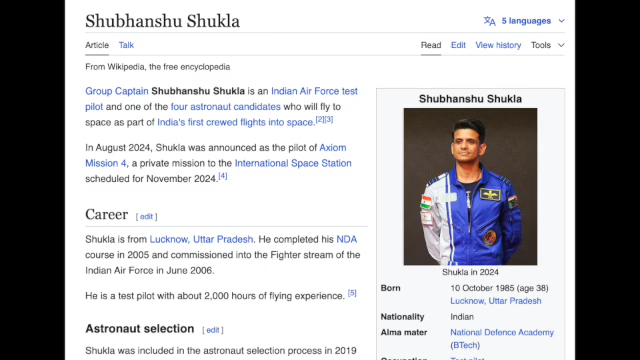 Shubhanshu Shukla
5 languages
Article Talk Read Edit View history Tools
From Wikipedia, the free encyclopedia
Group Captain Shubhanshu Shukla is an Indian Air Force test
pilot and one of the four astronaut candidates who will fly to
space as part of India's first crewed flights into space.[2][3]
In August 2024, Shukla was announced as the pilot of Axiom
Mission 4, a private mission to the International Space Station
scheduled for November 2024.[4]
Career [ edit ]
Shukla is from Lucknow, Uttar Pradesh. He completed his NDA
course in 2005 and commissioned into the Fighter stream of the
Indian Air Force in June 2006.
He is a test pilot with about 2,000 hours of flying experience. [5]
Astronaut selection [ edit ]
Shukla was included in the astronaut selection process in 2019
Shubhanshu Shukla
Shukla in 2024
Born 10 October 1985 (age 38)
Lucknow, Uttar Pradesh
Nationality Indian
Alma mater National Defence Academy
(BTech)
Occupation Test pilot